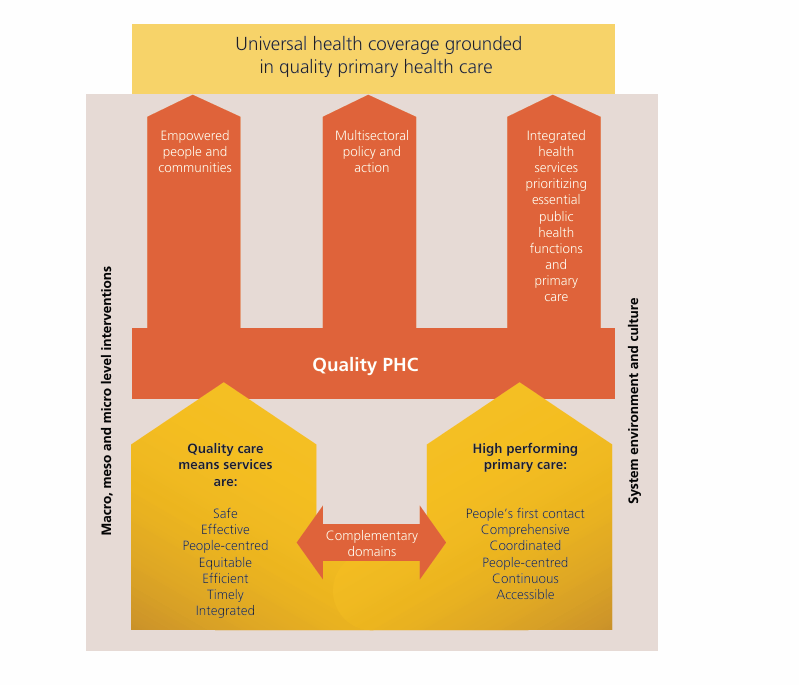 Universal health coverage grounded
in quality primary health care
Empowered
people and
communities
Multisectoral
policy and
action
Integrated
health
services
prioritizing
essential
public
health
functions
and
primary
care
Macro, meso and micro level interventions
System environment and culture
Quality PHC
Quality care
means services
are:
Safe
Effective
People-centred
Equitable
Efficient
Timely
Integrated
Complementary
domains
High performing
primary care:
People’s first contact
Comprehensive
Coordinated
People-centred
Continuous
Accessible